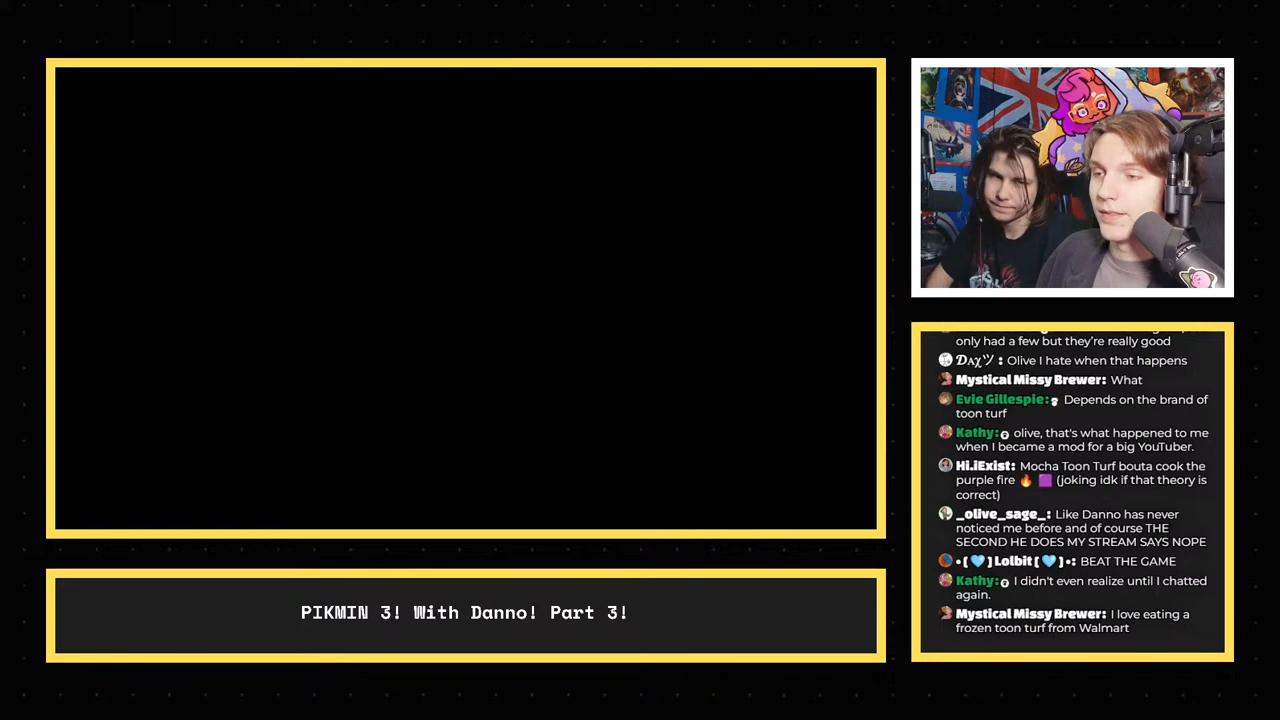 PIKMIN 3! With Danno! Part 3!
only had a few but they're really good
Dᴀχツ : Olive I hate when that happens
Mystical Missy Brewer: What
Evie Gillespie: Depends on the brand of
toon turf
Kathy: olive, that's what happened to me
when I became a mod for a big YouTuber.
Hi.iExist: Mocha Toon Turf bouta cook the
purple fire 🔥 🟪 (joking idk if that theory is
correct)
_olive_sage_: Like Danno has never
noticed me before and of course THE
SECOND HE DOES MY STREAM SAYS NOPE
•[ 🩵 ] Lolbit [ 🩵 ]•: BEAT THE GAME
Kathy: I didn't even realize until I chatted
again.
Mystical Missy Brewer: I love eating a
frozen toon turf from Walmart